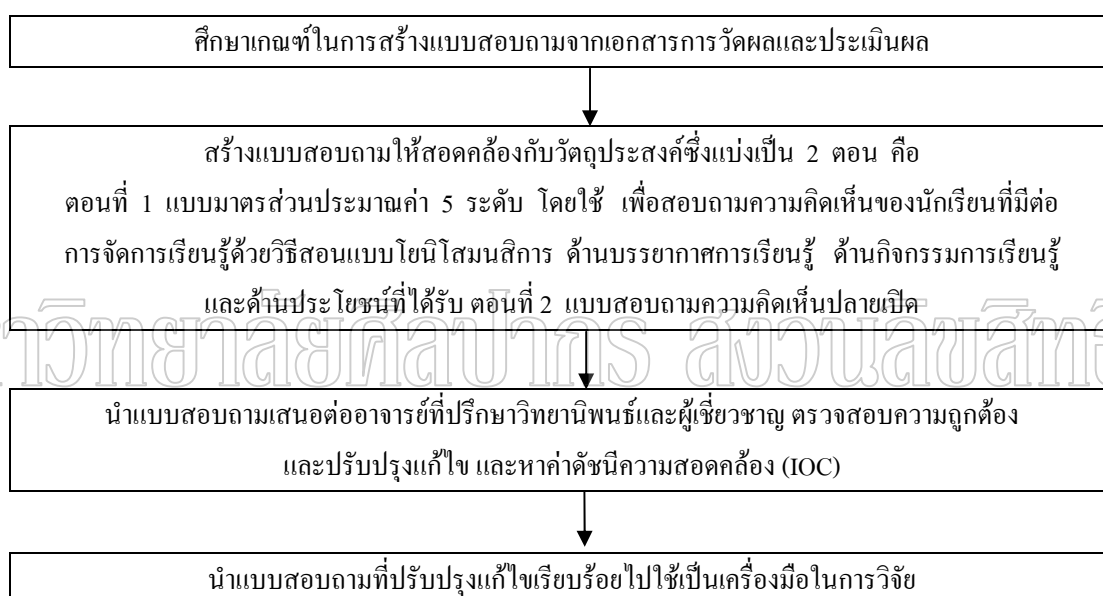 ศึกษาเกณฑ์ในการสร้างแบบสอบถามจากเอกสารการวัดผลและประเมินผล
สร้างแบบสอบถามให้สอดคล้องกับวัตถุประสงค์ซึ่งแบ่งเป็น 2 ตอน คือ
ตอนที่ 1 แบบมาตรส่วนประมาณค่า 5 ระดับ โดยใช้ เพื่อสอบถามความคิดเห็นของนักเรียนที่มีต่อ
การจัดการเรียนรู้ด้วยวิธีสอนแบบโยนิโสมนสิการ ด้านบรรยากาศการเรียนรู้ ด้านกิจกรรมการเรียนรู้
และด้านประโยชน์ที่ได้รับ ตอนที่ 2 แบบสอบถามความคิดเห็นปลายเปิด
าวิทยาลัยศิลปากร สงวนลิขสิทธิ
นำแบบสอบถามเสนอต่ออาจารย์ที่ปรึกษาวิทยานิพนธ์และผู้เชี่ยวชาญ ตรวจสอบความถูกต้อง
และปรับปรุงแก้ไข และหาค่าดัชนีความสอดคล้อง (IOC)
นำแบบสอบถามที่ปรับปรุงแก้ไขเรียบร้อยไปใช้เป็นเครื่องมือในการวิจัย